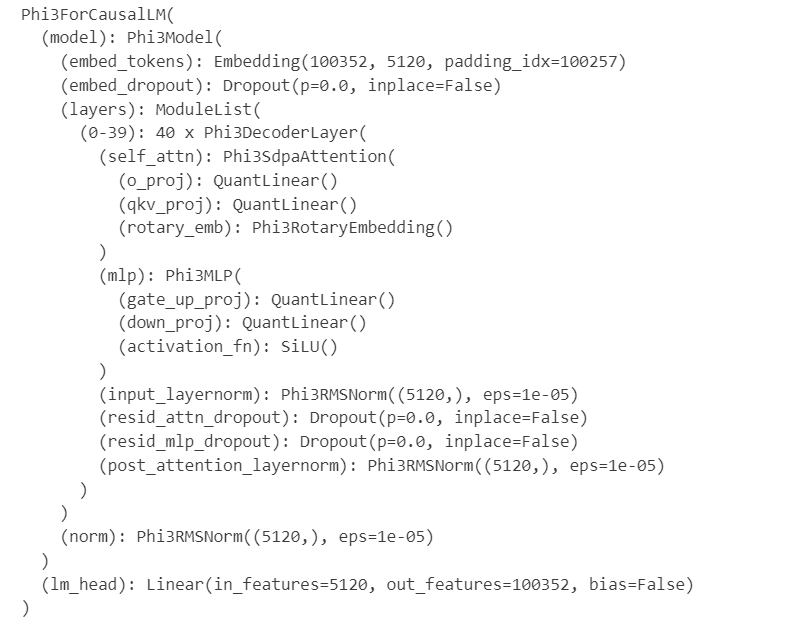 Phi3ForCausalLM(
  (model): Phi3Model(
    (embed_tokens): Embedding(100352, 5120, padding_idx=100257)
    (embed_dropout): Dropout(p=0.0, inplace=False)
    (layers): ModuleList(
      (0-39): 40 x Phi3DecoderLayer(
        (self_attn): Phi3SdpaAttention(
          (o_proj): QuantLinear()
          (qkv_proj): QuantLinear()
          (rotary_emb): Phi3RotaryEmbedding()
        )
        (mlp): Phi3MLP(
          (gate_up_proj): QuantLinear()
          (down_proj): QuantLinear()
          (activation_fn): SiLU()
        )
        (input_layernorm): Phi3RMSNorm((5120,), eps=1e-05)
        (resid_attn_dropout): Dropout(p=0.0, inplace=False)
        (resid_mlp_dropout): Dropout(p=0.0, inplace=False)
        (post_attention_layernorm): Phi3RMSNorm((5120,), eps=1e-05)
      )
    )
    (norm): Phi3RMSNorm((5120,), eps=1e-05)
  )
  (lm_head): Linear(in_features=5120, out_features=100352, bias=False)
)